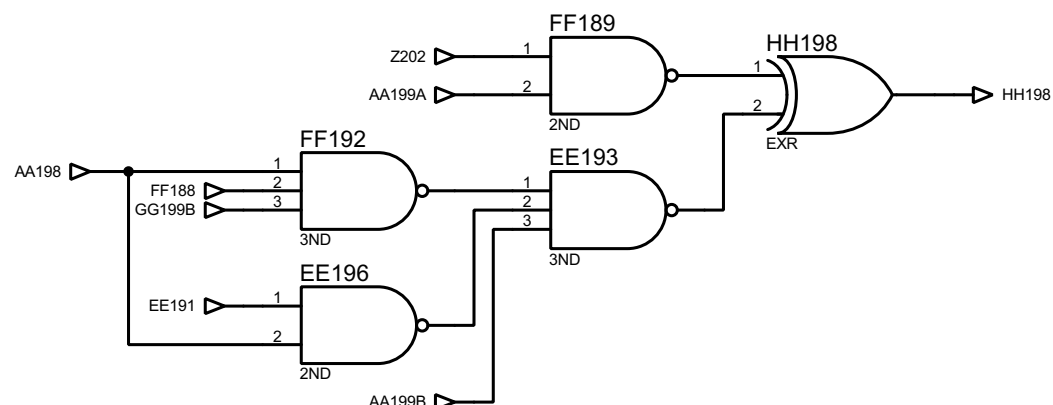 FF189
HH198
Z202
1
1
AA199A
2
HH198
2
2ND
EXR
FF192
EE193
AA198
1
FF188
2
1
GG199B
3
2
3
3ND
3ND
EE196
EE191
1
2
2ND
AA199B